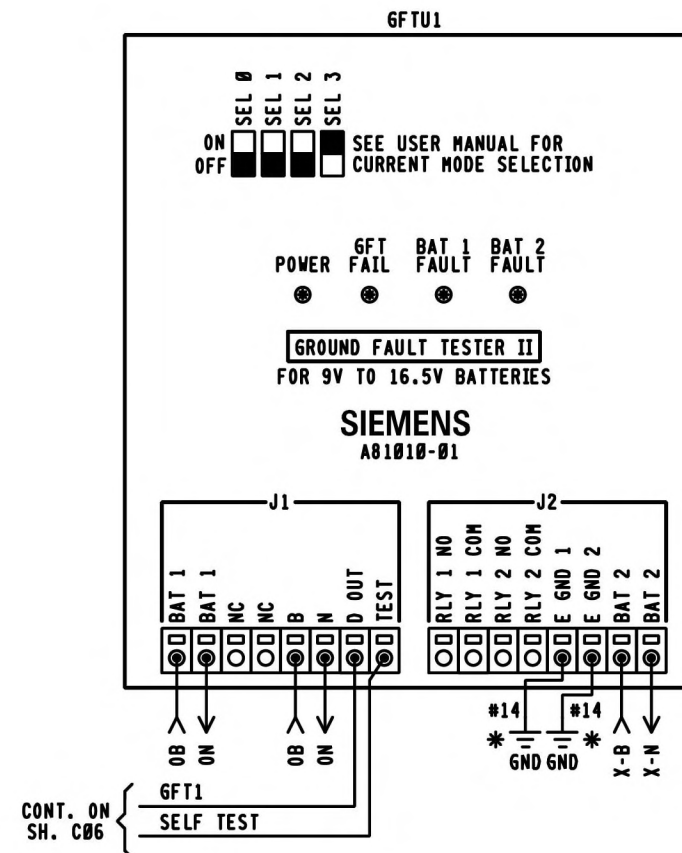 GFTU1
SEL Ø
SEL 1
SEL 2
SEL 3
ON
OFF
SEE USER MANUAL FOR
CURRENT MODE SELECTION
POWER
GFT
FAIL
BAT 1
FAULT
BAT 2
FAULT
GROUND FAULT TESTER II
FOR 9V TO 16.5V BATTERIES
SIEMENS
A81Ø1Ø-Ø1
J1
BAT 1
BAT 1
NC
NC
B
N
D OUT
TEST
J2
RLY 1 NO
RLY 1 COM
RLY 2 NO
RLY 2 COM
E GND 1
E GND 2
BAT 2
BAT 2
OB
ON
OB
ON
#14
#14
* GND
GND *
X-B
X-N
CONT. ON
SH. CØ6
GFT1
SELF TEST